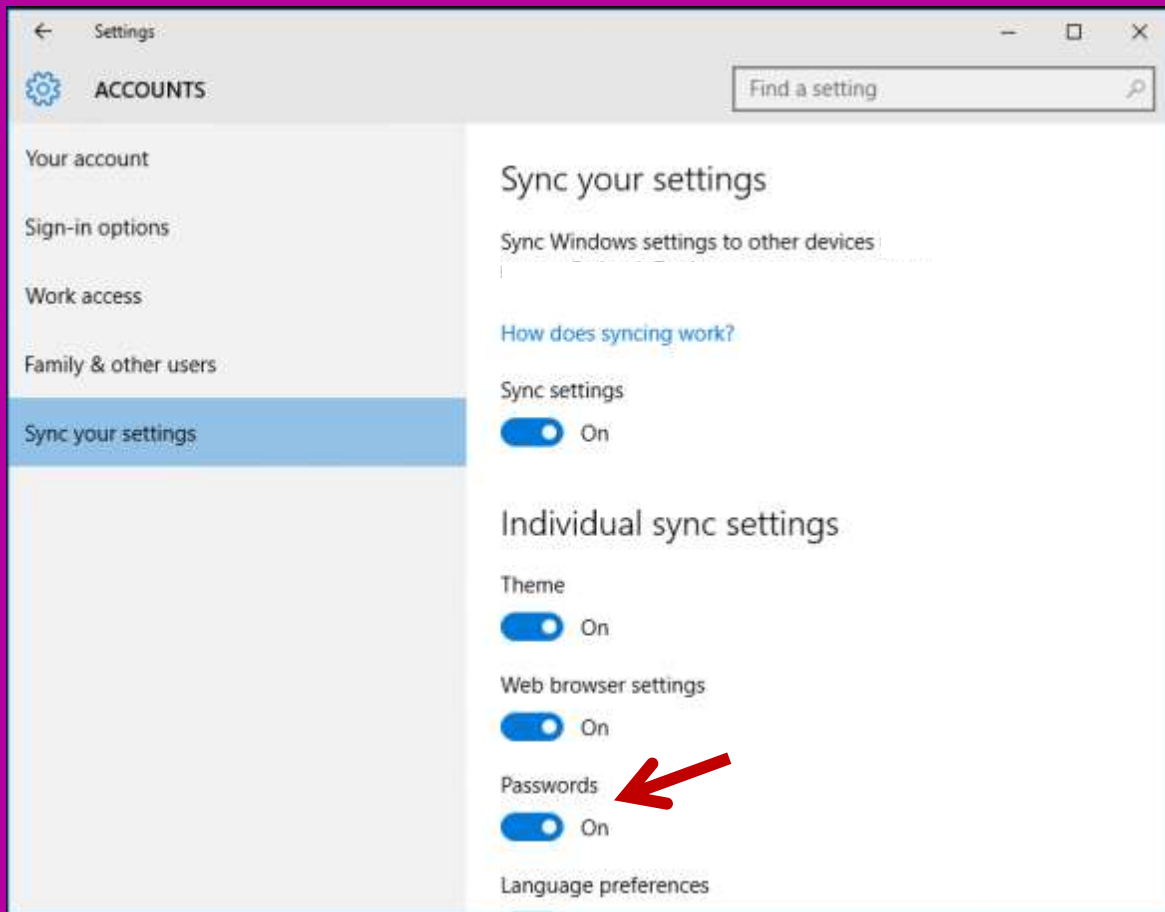 Settings
ACCOUNTS
Find a setting
Your account
Sign-in options
Work access
Family & other users
Sync your settings
Sync your settings
Sync Windows settings to other devices
How does syncing work?
Sync settings
On
Individual sync settings
Theme
On
Web browser settings
On
Passwords
On
Language preferences